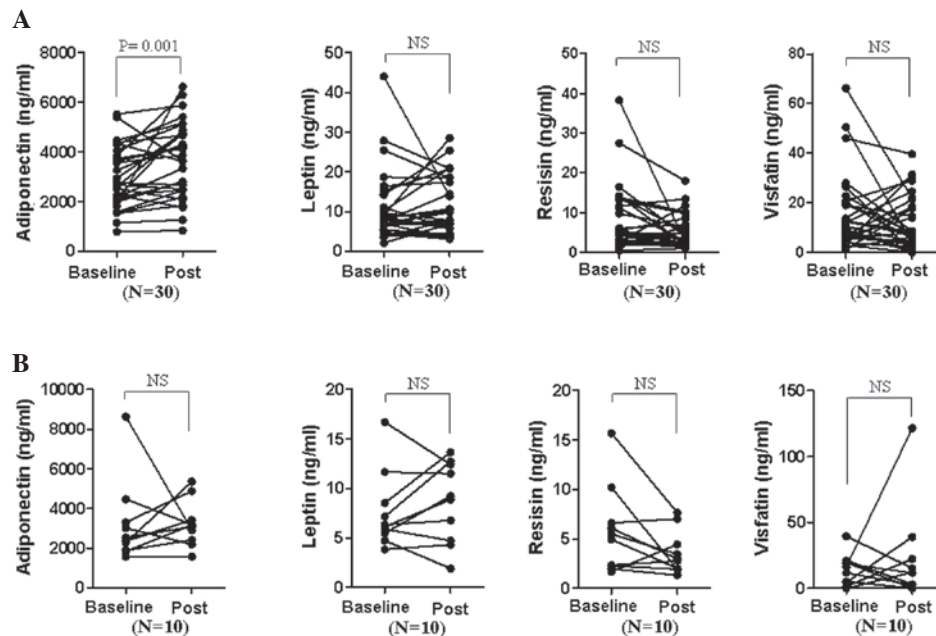 A
P= 0.001
NS
NS
NS
Adiponectin (ng/ml)
8000
6000
4000
2000
0
Baseline Post
(N=30)
Leptin (ng/ml)
50
40
30
20
10
0
Baseline Post
(N=30)
Resisin (ng/ml)
50
40
30
20
10
0
Baseline Post
(N=30)
Visfatin (ng/ml)
80
60
40
20
0
Baseline Post
(N=30)
B
NS
NS
NS
NS
Adiponectin (ng/ml)
10000
8000
6000
4000
2000
0
Baseline Post
(N=10)
Leptin (ng/ml)
20
15
10
5
0
Baseline Post
(N=10)
Resisin (ng/ml)
20
15
10
5
0
Baseline Post
(N=10)
Visfatin (ng/ml)
150
100
50
0
Baseline Post
(N=10)